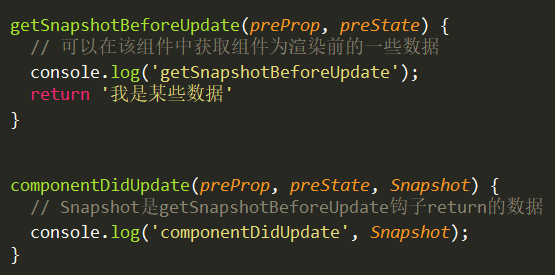 getSnapshotBeforeUpdate(preProp, preState) {
// 可以在该组件中获取组件为渲染前的一些数据
console.log('getSnapshotBeforeUpdate');
return '我是某些数据'
}
componentDidUpdate(preProp, preState, Snapshot) {
// Snapshot是getSnapshotBeforeUpdate钩子return的数据
console.log('componentDidUpdate', Snapshot);
}